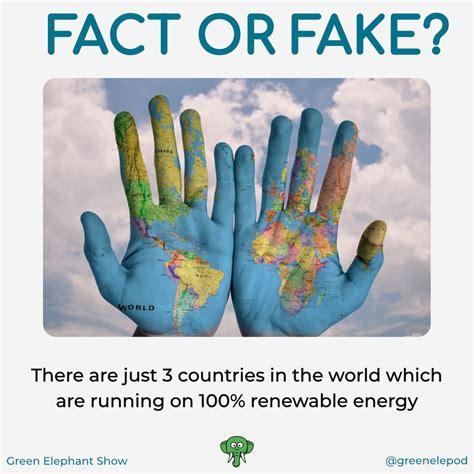 FACT OR FAKE?
CANADA
WORLD
There are just 3 countries in the world which
are running on 100% renewable energy
Green Elephant Show
@greenelepod